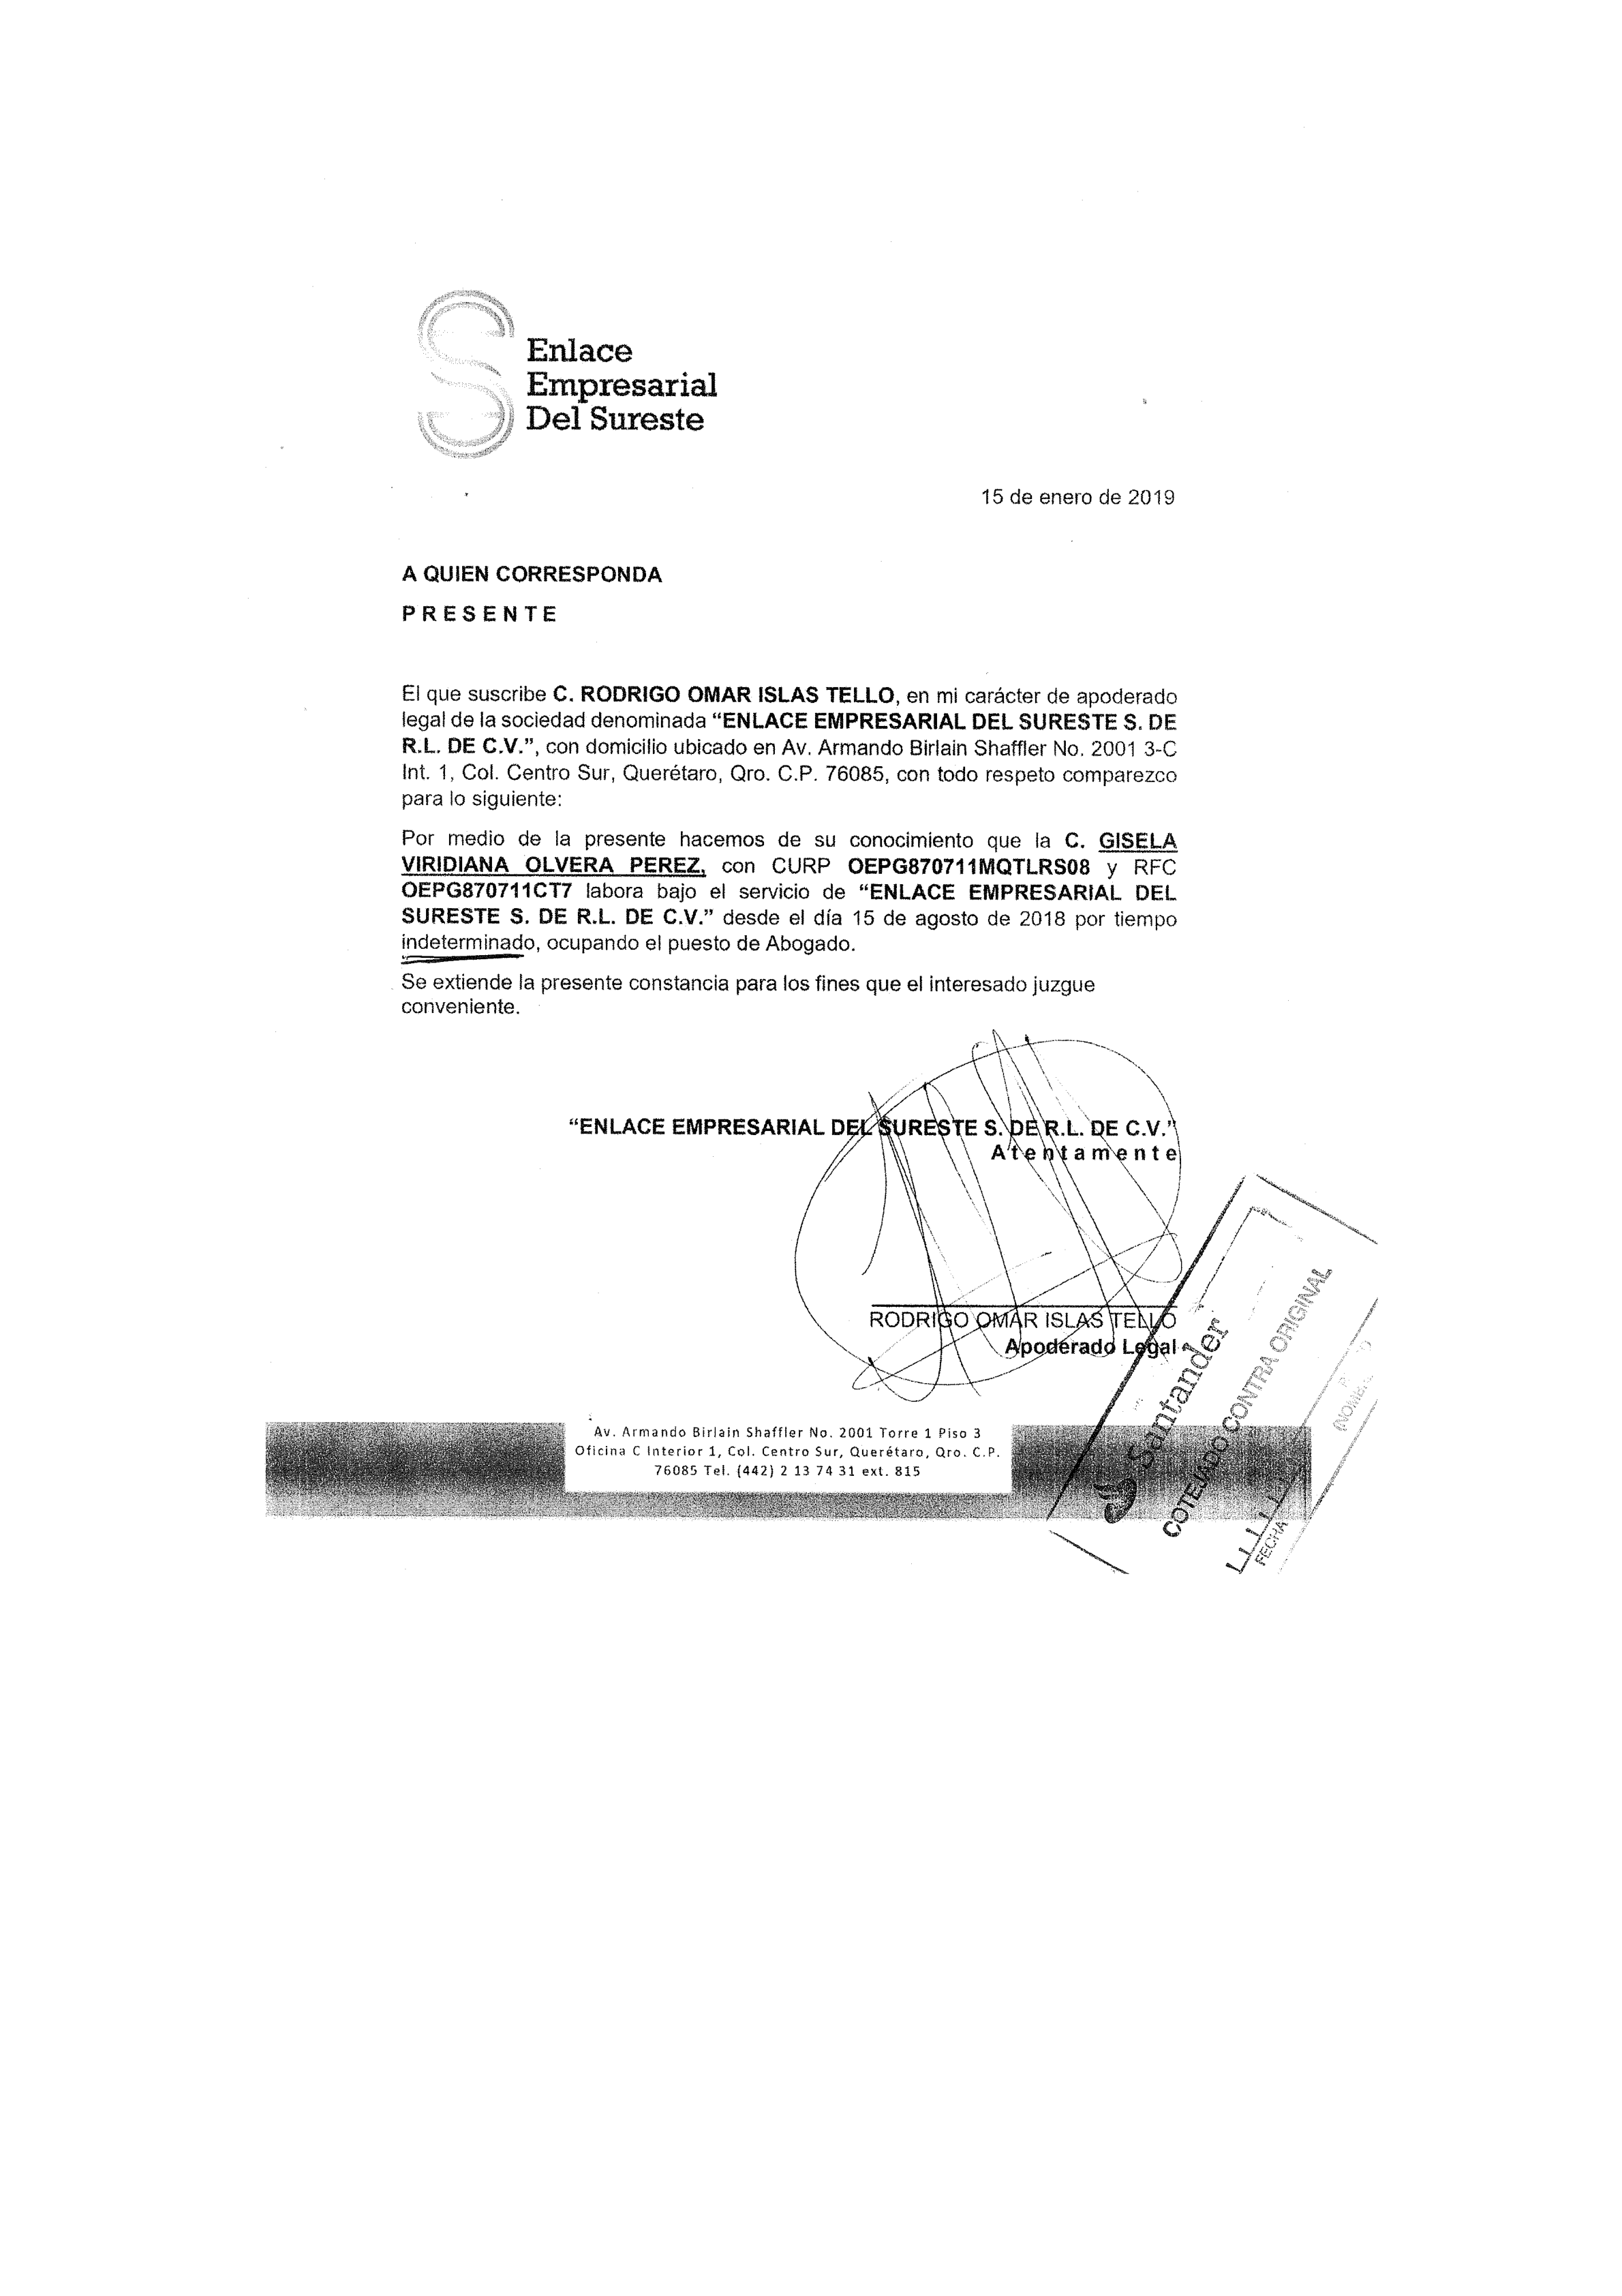 Enlace
Empresarial
Del Sureste
15 de enero de 2019
A QUIEN CORRESPONDA
P R E S E N T E
El que suscribe C. RODRIGO OMAR ISLAS TELLO, en mi carácter de apoderado
legal de la sociedad denominada “ENLACE EMPRESARIAL DEL SURESTE S. DE
R.L. DE C.V.”, con domicilio ubicado en Av. Armando Birlain Shaffler No. 2001 3-C
Int. 1, Col. Centro Sur, Querétaro, Qro. C.P. 76085, con todo respeto comparezco
para lo siguiente:
Por medio de la presente hacemos de su conocimiento que la C. GISELA
VIRIDIANA OLVERA PEREZ, con CURP OEPG870711MQTLRS08 y RFC
OEPG870711CT7 labora bajo el servicio de “ENLACE EMPRESARIAL DEL
SURESTE S. DE R.L. DE C.V.” desde el día 15 de agosto de 2018 por tiempo
indeterminado, ocupando el puesto de Abogado.
Se extiende la presente constancia para los fines que el interesado juzgue
conveniente.
“ENLACE EMPRESARIAL DEL SURESTE S. DE R.L. DE C.V.”
Atentamente
RODRIGO OMAR ISLAS TELLO
Apoderado Legal
Santander
COTEJADO CONTRA ORIGINAL
FECHA
Av. Armando Birlain Shaffler No. 2001 Torre 1 Piso 3
Oficina C Interior 1, Col. Centro Sur, Querétaro, Qro. C.P.
76085 Tel. (442) 2 13 74 31 ext. 815